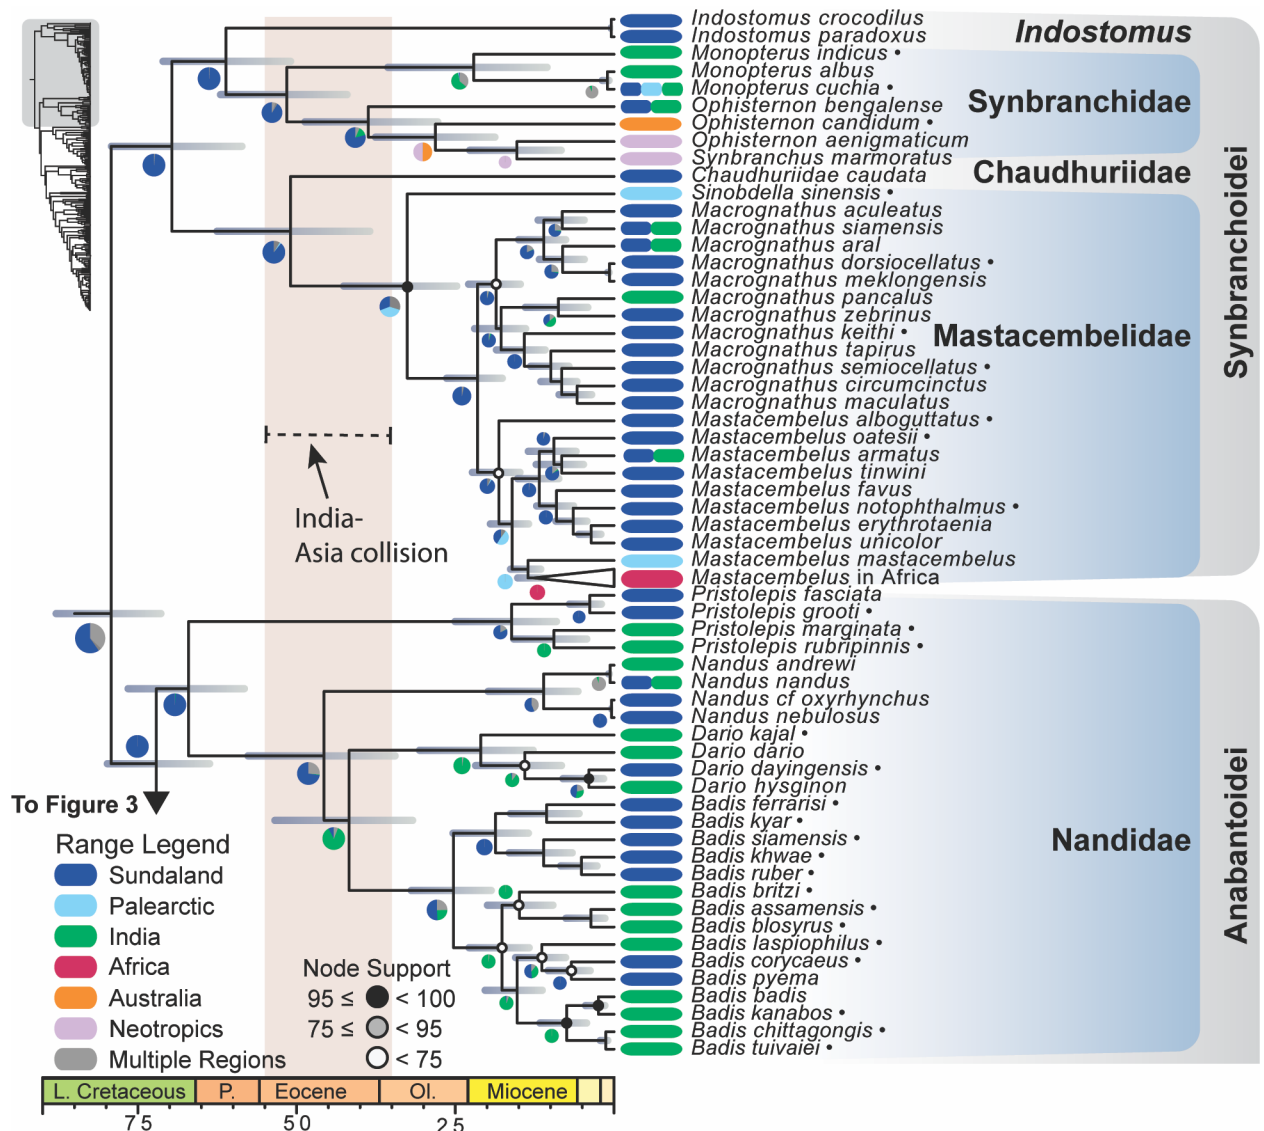 Indostomus crocodilus
Indostomus paradoxus
Monopterus indicus •
Monopterus albus
Monopterus cuchia •
Ophisternon bengalense
Ophisternon candidum •
Ophisternon aenigmaticum
Synbranchus marmoratus
Chaudhuriidae caudata
Sinobdella sinensis •
Macrognathus aculeatus
Macrognathus siamensis
Macrognathus aral
Macrognathus dorsiocellatus •
Macrognathus meklongensis
Macrognathus pancalus
Macrognathus zebrinus
Macrognathus keithi •
Macrognathus tapirus
Macrognathus semiocellatus •
Macrognathus circumcinctus
Macrognathus maculatus
Mastacembelus alboguttatus •
Mastacembelus oatesii •
Mastacembelus armatus
Mastacembelus tinwini
Mastacembelus favus
Mastacembelus notophthalmus •
Mastacembelus erythrotaenia
Mastacembelus unicolor
Mastacembelus mastacembelus
Mastacembelus in Africa
Pristolepis fasciata
Pristolepis grooti •
Pristolepis marginata •
Pristolepis rubripinnis •
Nandus andrewi
Nandus nandus
Nandus cf oxyrhynchus
Nandus nebulosus
Dario kajal •
Dario dario
Dario dayingensis •
Dario hysginon
Badis ferrarisi •
Badis kyar •
Badis siamensis •
Badis khwae •
Badis ruber •
Badis britzi •
Badis assamensis •
Badis blosyrus •
Badis laspiophilus •
Badis corycaeus •
Badis pyema
Badis badis
Badis kanabos •
Badis chittagongis •
Badis tuivaiei •
Indostomus
Synbranchidae
Chaudhuriidae
Mastacembelidae
Nandidae
Synbranchoidei
Anabantoidei
India-
Asia collision
To Figure 3
Range Legend
Sundaland
Palearctic
India
Africa
Australia
Neotropics
Multiple Regions
Node Support
95 ≤ < 100
75 ≤ < 95
< 75
L. Cretaceous P. Eocene Ol. Miocene
75 50 25